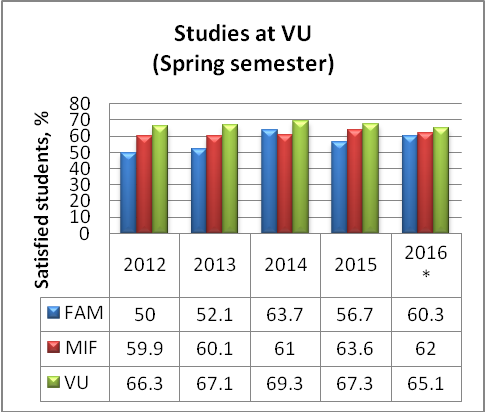 Studies at VU
(Spring semester)
Satisfied students, %
80
70
60
50
40
30
20
10
0
2012 2013 2014 2015 2016
*
FAM 50 52.1 63.7 56.7 60.3
MIF 59.9 60.1 61 63.6 62
VU 66.3 67.1 69.3 67.3 65.1